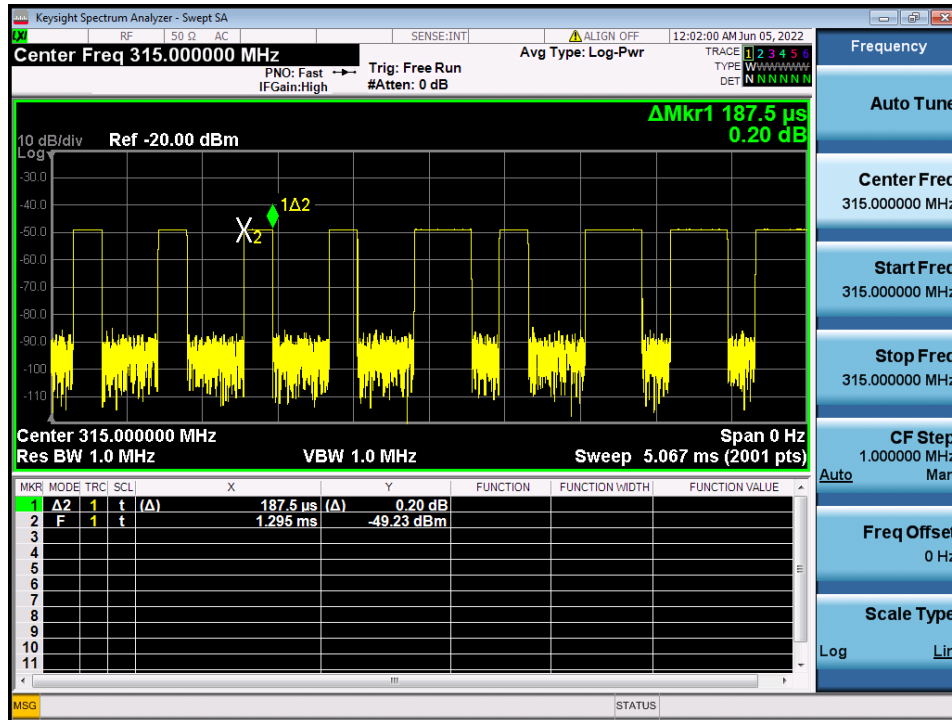 Keysight Spectrum Analyzer - Swept SA
LXI RF 50 Ω AC SENSE:INT ALIGN OFF 12:02:00 AM Jun 05, 2022
Center Freq 315.000000 MHz
PNO: Fast
IFGain:High
Trig: Free Run
#Atten: 0 dB
Avg Type: Log-Pwr
TRACE 1 2 3 4 5 6
TYPE WWWWWW
DET N N N N N N
ΔMkr1 187.5 µs
0.20 dB
10 dB/div Ref -20.00 dBm
Log
-30.0
-40.0
-50.0
-60.0
-70.0
-80.0
-90.0
-100
-110
1Δ2
X2
Center 315.000000 MHz Span 0 Hz
Res BW 1.0 MHz VBW 1.0 MHz Sweep 5.067 ms (2001 pts)
MKR MODE TRC SCL X Y FUNCTION FUNCTION WIDTH FUNCTION VALUE
1 Δ2 1 t (Δ) 187.5 µs (Δ) 0.20 dB
2 F 1 t 1.295 ms -49.23 dBm
3
4
5
6
7
8
9
10
11
MSG STATUS
Frequency
Auto Tune
Center Freq
315.000000 MHz
Start Freq
315.000000 MHz
Stop Freq
315.000000 MHz
CF Step
1.000000 MHz
Auto Man
Freq Offset
0 Hz
Scale Type
Log Lin